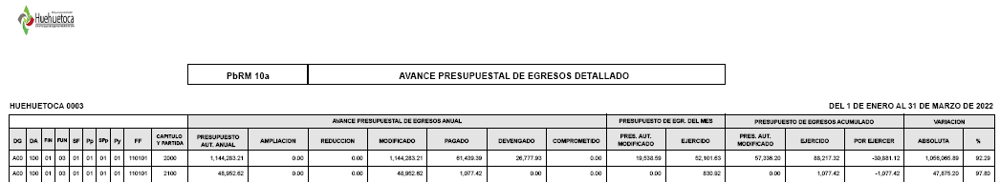 Huehuetoca
PbRM 10a AVANCE PRESUPUESTAL DE EGRESOS DETALLADO
HUEHUETOCA 0003 DEL 1 DE ENERO AL 31 DE MARZO DE 2022
AVANCE PRESUPUESTAL DE EGRESOS ANUAL PRESUPUESTO DE EGR. DEL MES PRESUPUESTO DE EGRESOS ACUMULADO VARIACION
DG DA FIN FUN SF Pp SPp Py FF CAPITULO Y PARTIDA PRESUPUESTO AUT. ANUAL AMPLIACION REDUCCION MODIFICADO PAGADO DEVENGADO COMPROMETIDO PRES. AUT. MODIFICADO EJERCIDO PRES. AUT. MODIFICADO EJERCIDO POR EJERCER ABSOLUTA %
A00 100 01 03 01 01 01 01 110101 2000 1,144,283.21 0.00 0.00 1,144,283.21 61,439.39 26,777.93 0.00 19,538.59 52,101.63 57,336.20 88,217.32 -30,881.12 1,056,065.89 92.29
A00 100 01 03 01 01 01 01 110101 2100 48,952.62 0.00 0.00 48,952.62 1,077.42 0.00 0.00 0.00 830.92 0.00 1,077.42 -1,077.42 47,875.20 97.80